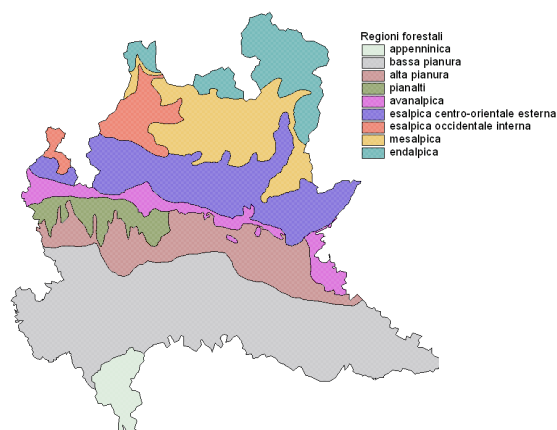 Regioni forestali
appenninica
bassa pianura
alta pianura
pianalti
avanalpica
esalpica centro-orientale esterna
esalpica occidentale interna
mesalpica
endalpica